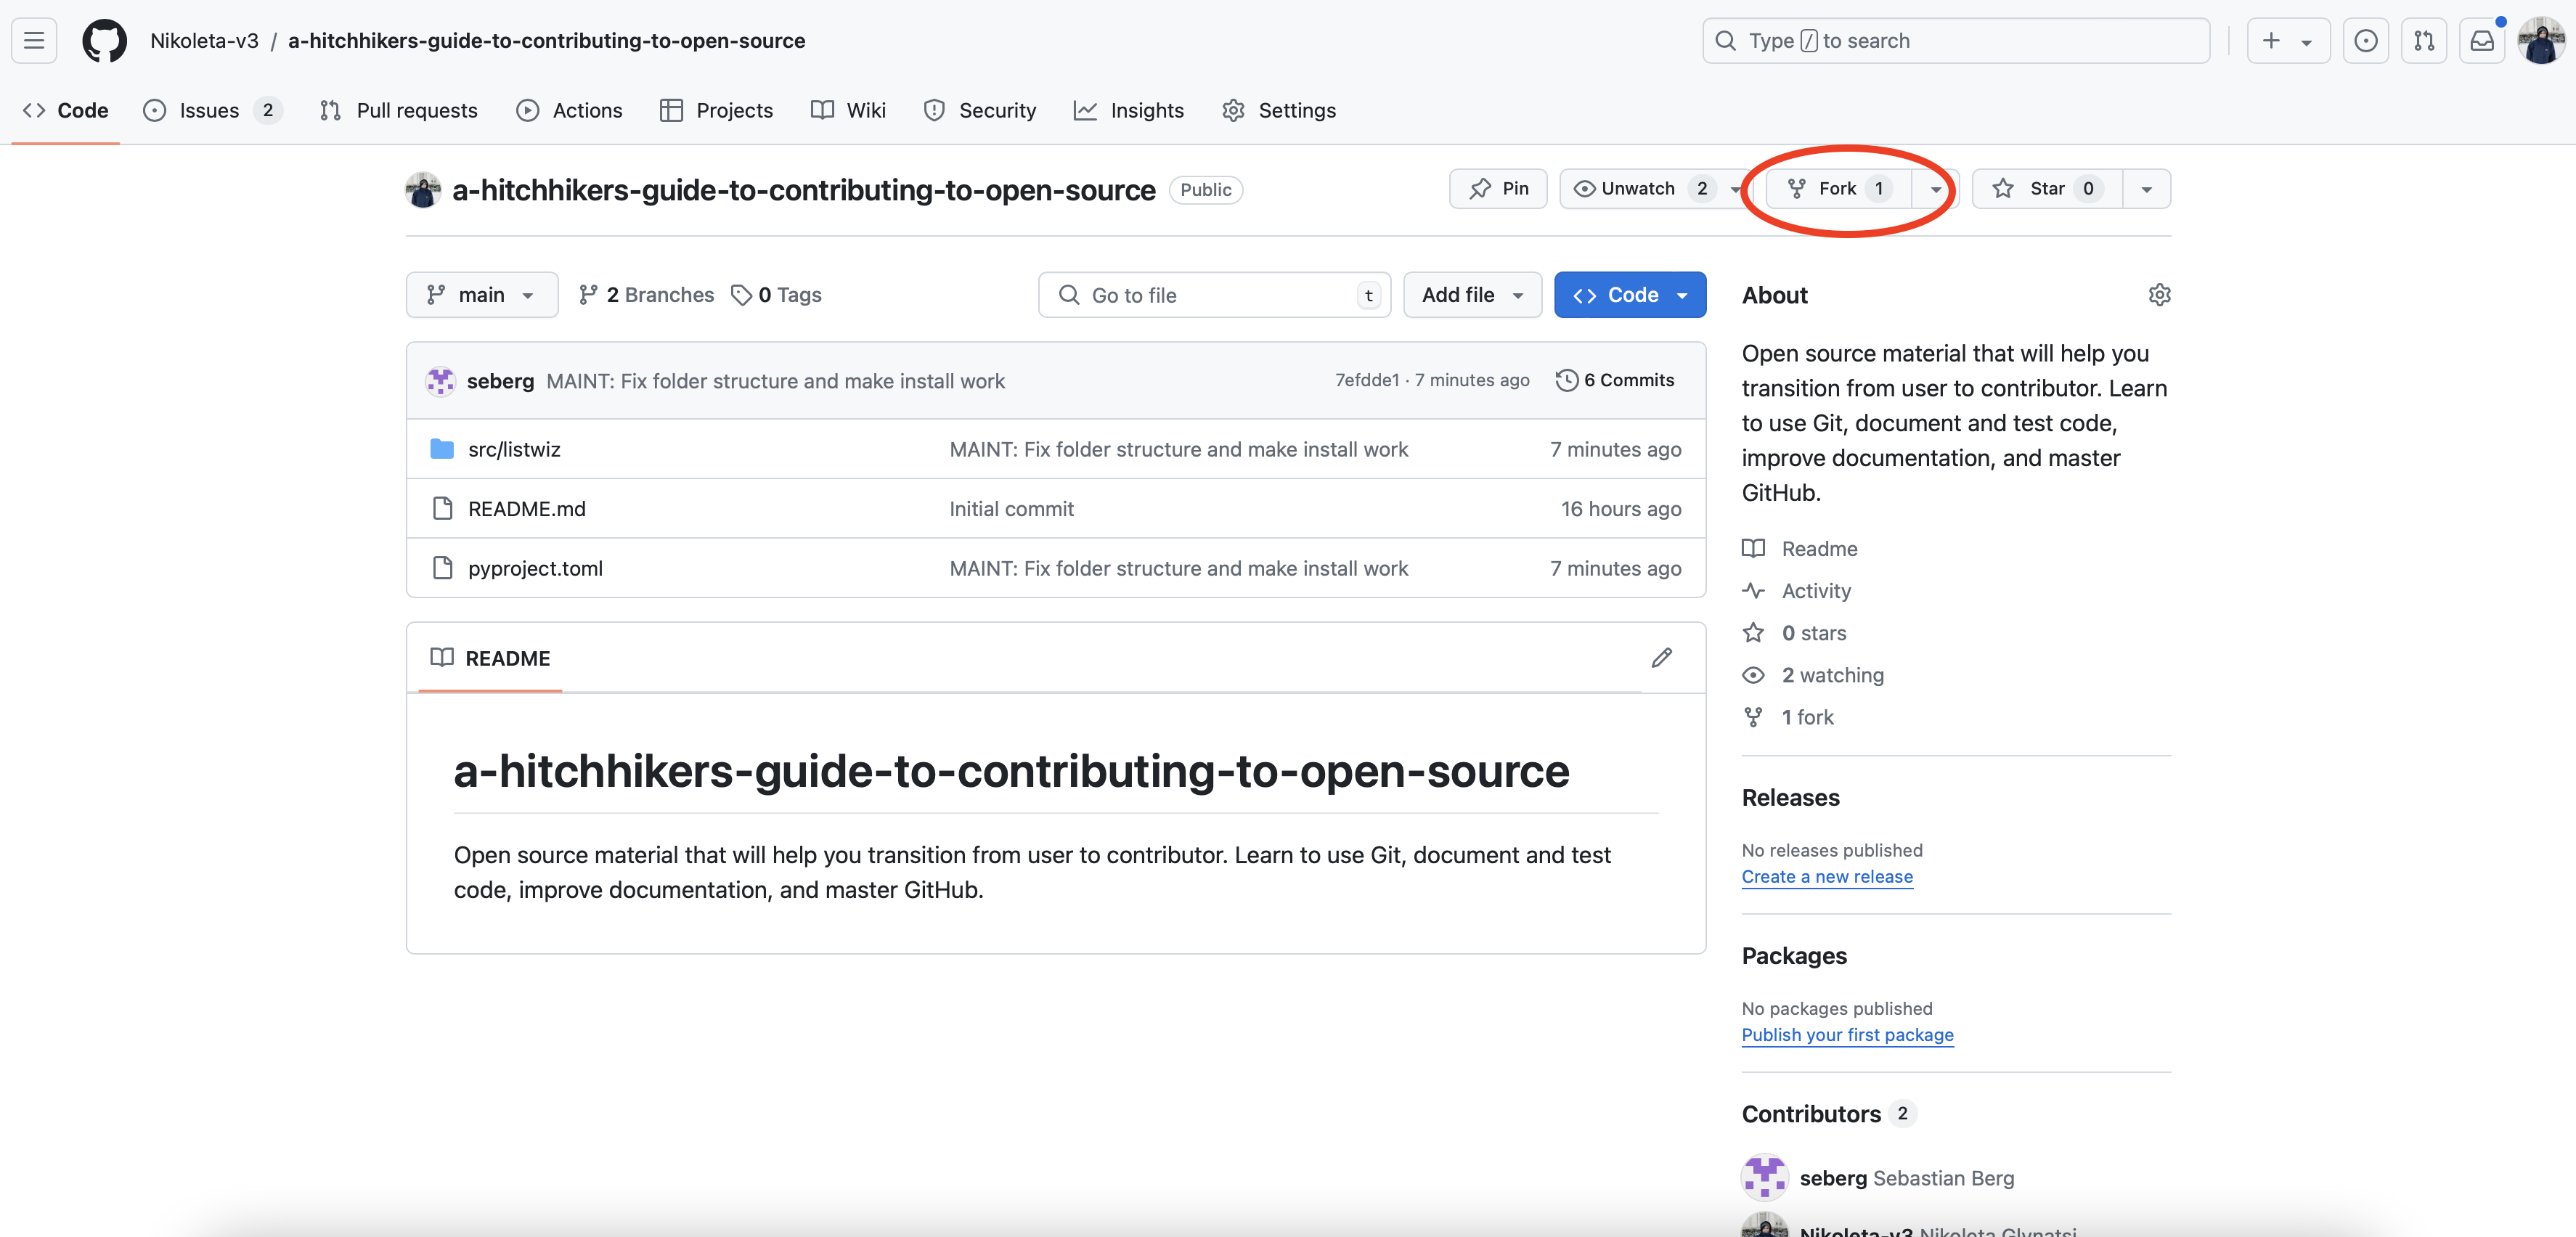 Nikoleta-v3 / a-hitchhikers-guide-to-contributing-to-open-source
Type / to search
Code Issues 2 Pull requests Actions Projects Wiki Security Insights Settings
a-hitchhikers-guide-to-contributing-to-open-source Public
Pin Unwatch 2 Fork 1 Star 0
main 2 Branches 0 Tags Go to file t Add file Code
seberg MAINT: Fix folder structure and make install work 7efdde1 · 7 minutes ago 6 Commits
src/listwiz MAINT: Fix folder structure and make install work 7 minutes ago
README.md Initial commit 16 hours ago
pyproject.toml MAINT: Fix folder structure and make install work 7 minutes ago
README
a-hitchhikers-guide-to-contributing-to-open-source
Open source material that will help you transition from user to contributor. Learn to use Git, document and test
code, improve documentation, and master GitHub.
About
Open source material that will help you
transition from user to contributor. Learn
to use Git, document and test code,
improve documentation, and master
GitHub.
Readme
Activity
0 stars
2 watching
1 fork
Releases
No releases published
Create a new release
Packages
No packages published
Publish your first package
Contributors 2
seberg Sebastian Berg
Nikoleta-v3 Nikoleta Glynatsi